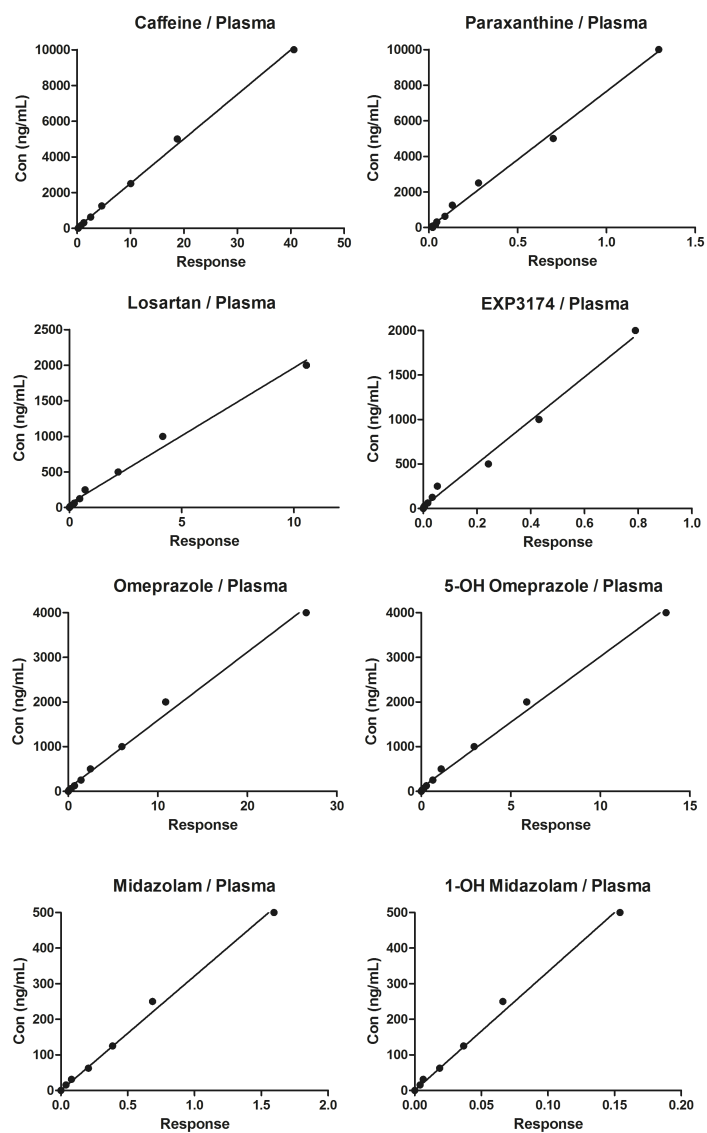 Caffeine / Plasma
Con (ng/mL)
10000
8000
6000
4000
2000
0
0 10 20 30 40 50
Response
Paraxanthine / Plasma
Con (ng/mL)
10000
8000
6000
4000
2000
0
0.0 0.5 1.0 1.5
Response
Losartan / Plasma
Con (ng/mL)
2500
2000
1500
1000
500
0
0 5 10
Response
EXP3174 / Plasma
Con (ng/mL)
2000
1500
1000
500
0
0.0 0.2 0.4 0.6 0.8 1.0
Response
Omeprazole / Plasma
Con (ng/mL)
4000
3000
2000
1000
0
0 10 20 30
Response
5-OH Omeprazole / Plasma
Con (ng/mL)
4000
3000
2000
1000
0
0 5 10 15
Response
Midazolam / Plasma
Con (ng/mL)
500
400
300
200
100
0
0.0 0.5 1.0 1.5 2.0
Response
1-OH Midazolam / Plasma
Con (ng/mL)
500
400
300
200
100
0
0.00 0.05 0.10 0.15 0.20
Response